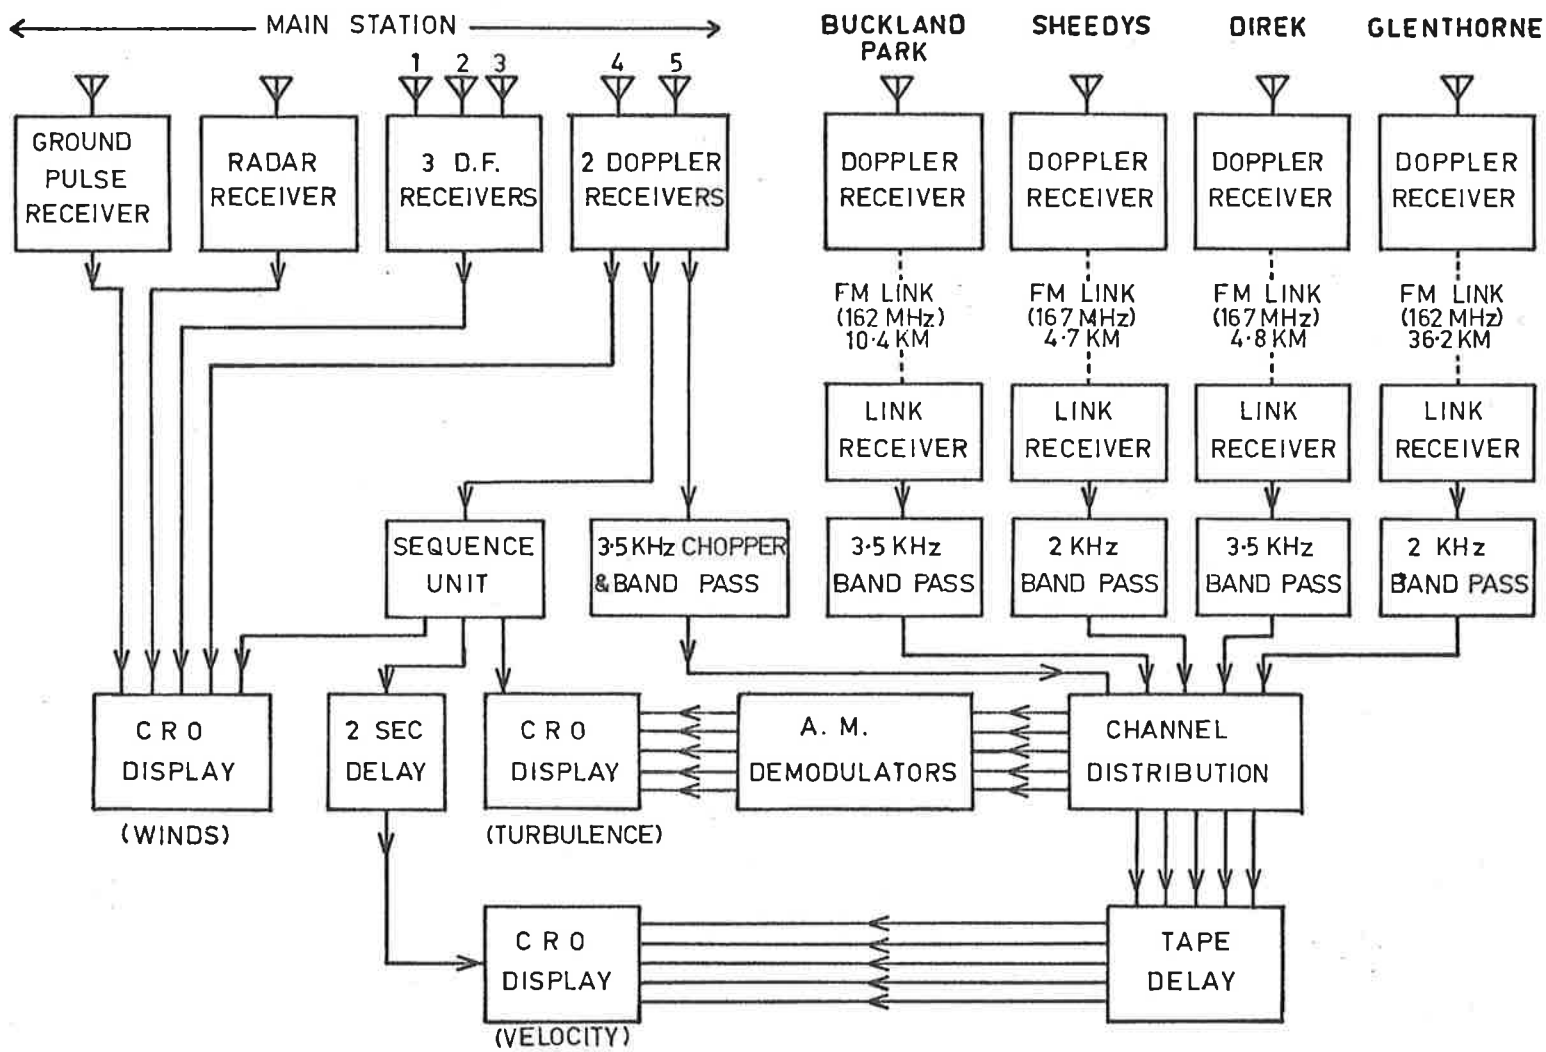 MAIN STATION
BUCKLAND
PARK
SHEEDYS
DIREK
GLENTHORNE
1
2
3
4
5
GROUND
PULSE
RECEIVER
RADAR
RECEIVER
3 D.F.
RECEIVERS
2 DOPPLER
RECEIVERS
DOPPLER
RECEIVER
DOPPLER
RECEIVER
DOPPLER
RECEIVER
DOPPLER
RECEIVER
FM LINK
(162 MHz)
10·4 KM
FM LINK
(167 MHz)
4·7 KM
FM LINK
(167 MHz)
4·8 KM
FM LINK
(162 MHz)
36·2 KM
LINK
RECEIVER
LINK
RECEIVER
LINK
RECEIVER
LINK
RECEIVER
SEQUENCE
UNIT
3·5 KHz CHOPPER
& BAND PASS
3·5 KHz
BAND PASS
2 KHz
BAND PASS
3·5 KHz
BAND PASS
2 KHz
BAND PASS
C R O
DISPLAY
(WINDS)
2 SEC
DELAY
C R O
DISPLAY
(TURBULENCE)
A. M.
DEMODULATORS
CHANNEL
DISTRIBUTION
C R O
DISPLAY
(VELOCITY)
TAPE
DELAY